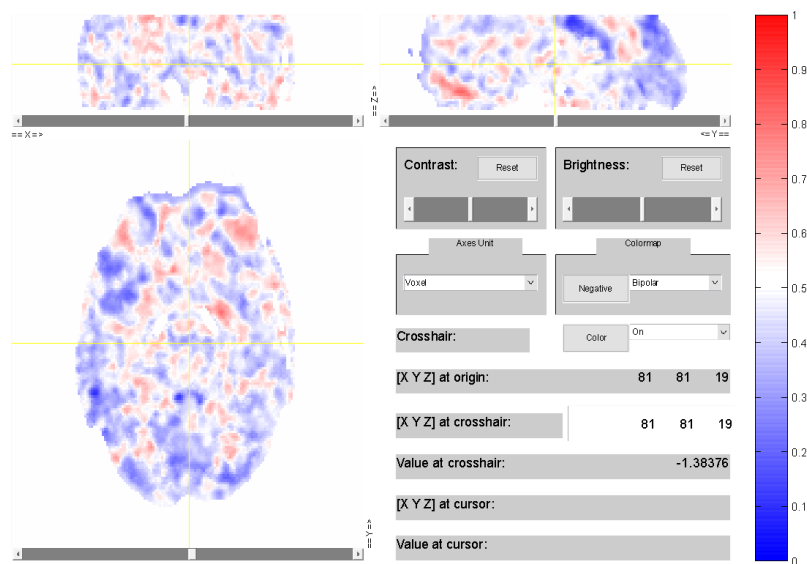 == X =>
== Z =>
<= Y ==
== Y =>
Contrast:
Reset
Brightness:
Reset
Axes Unit
Colormap
Voxel
Negative
Bipolar
Crosshair:
Color
On
[X Y Z] at origin:
81 81 19
[X Y Z] at crosshair:
81 81 19
Value at crosshair:
-1.38376
[X Y Z] at cursor:
Value at cursor:
1
0.9
0.8
0.7
0.6
0.5
0.4
0.3
0.2
0.1
0